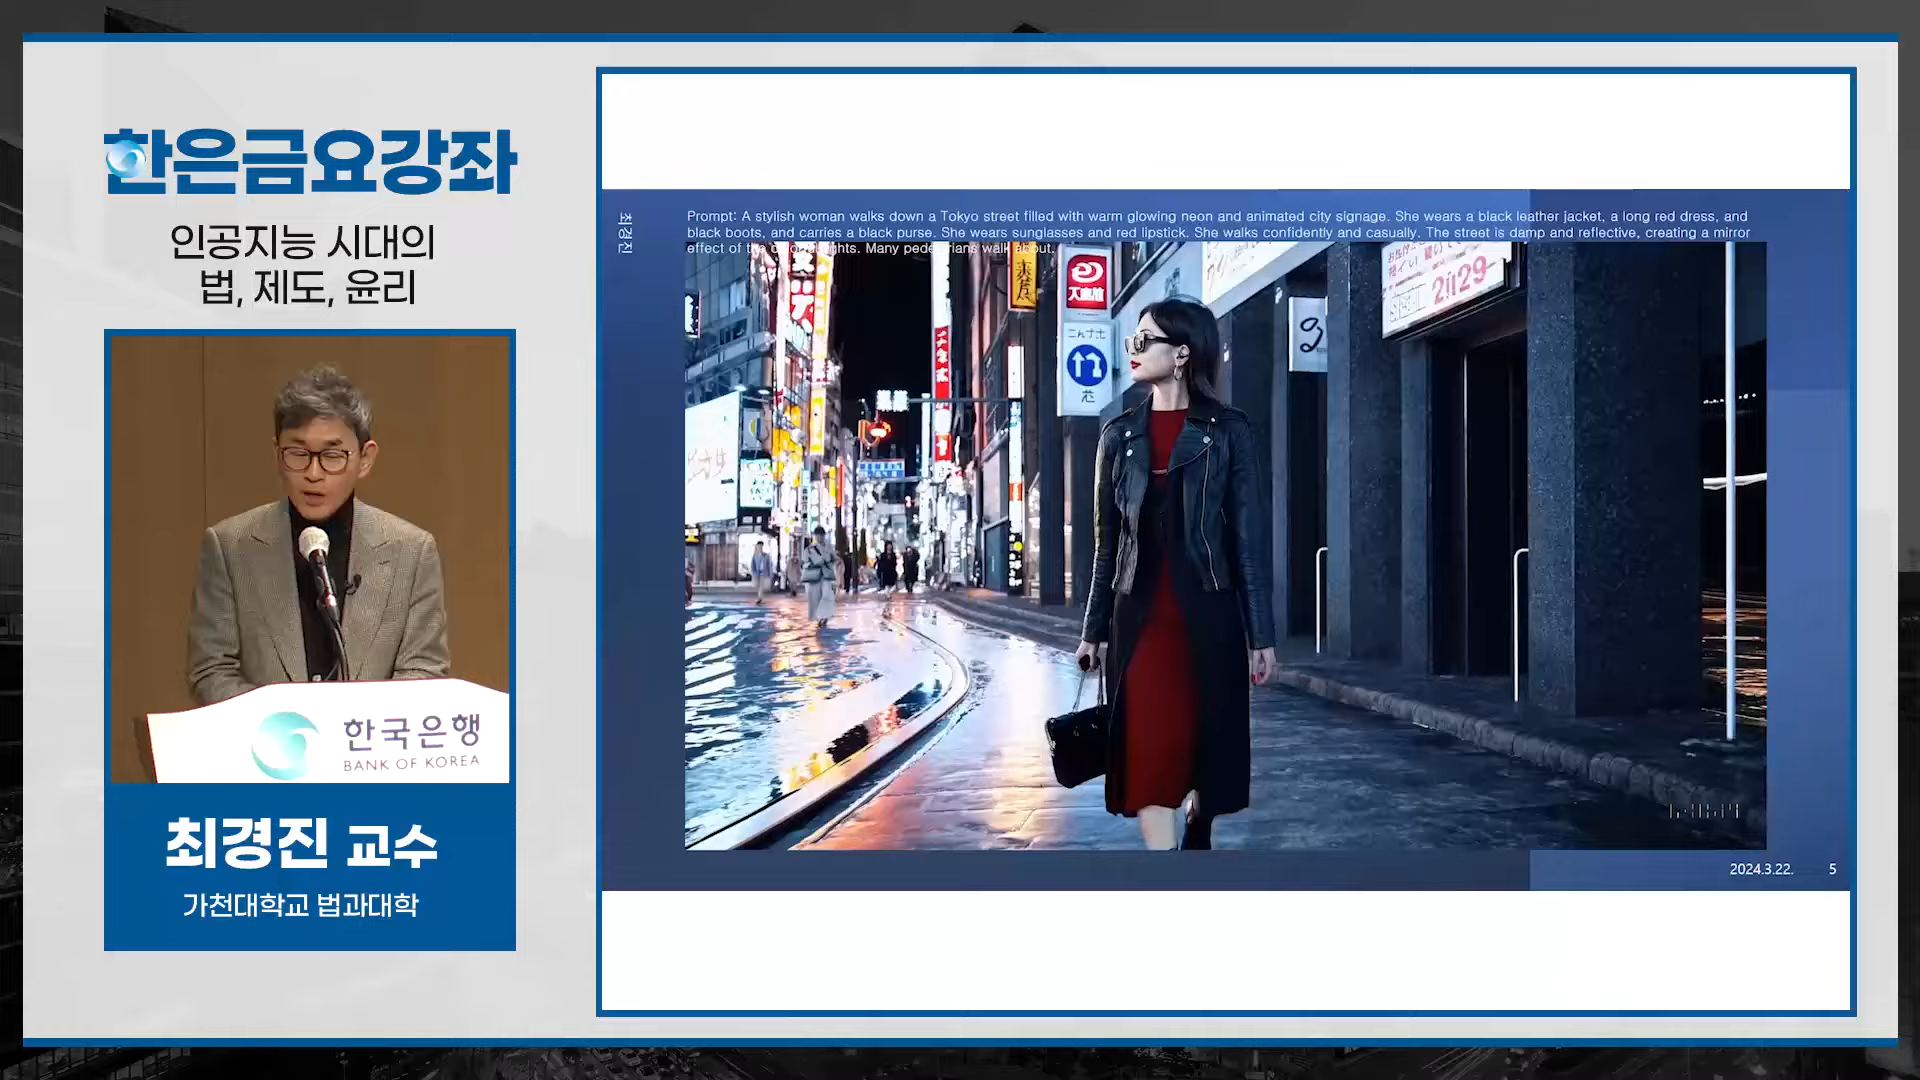 한은금요강좌
인공지능 시대의
법, 제도, 윤리
한국은행
BANK OF KOREA
최경진 교수
가천대학교 법과대학
최경진
Prompt: A stylish woman walks down a Tokyo street filled with warm glowing neon and animated city signage. She wears a black leather jacket, a long red dress, and
black boots, and carries a black purse. She wears sunglasses and red lipstick. She walks confidently and casually. The street is damp and reflective, creating a mirror
effect of the colorful lights. Many pedestrians walk about.
2024.3.22.
5